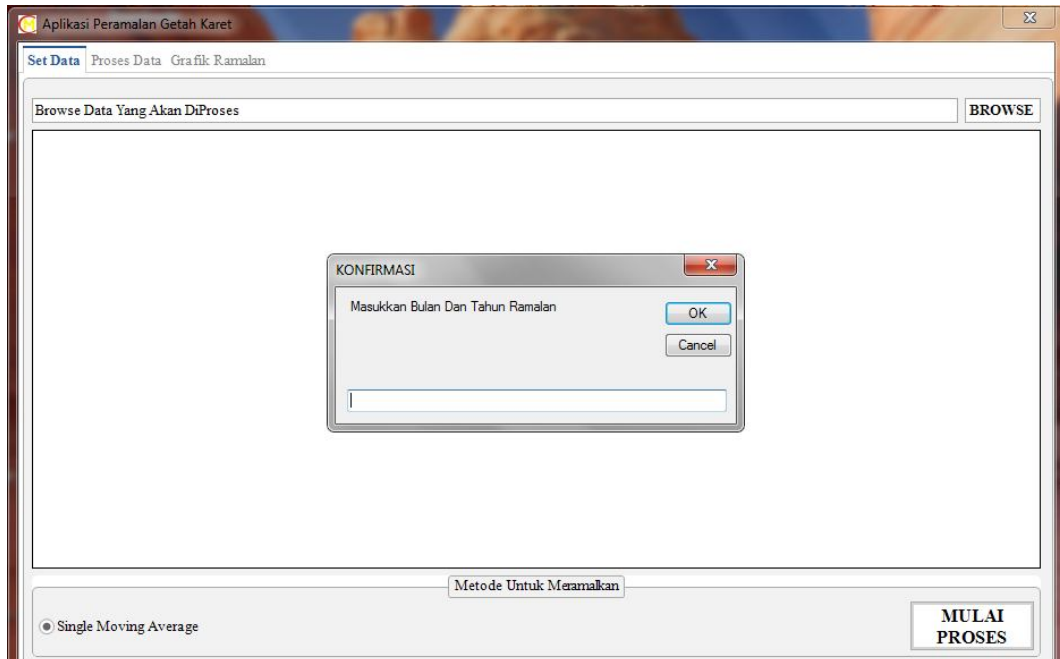 Aplikasi Peramalan Getah Karet
Set Data Proses Data Grafik Ramalan
Browse Data Yang Akan DiProses BROWSE
KONFIRMASI
Masukkan Bulan Dan Tahun Ramalan
OK
Cancel
Metode Untuk Meramalkan
Single Moving Average
MULAI
PROSES